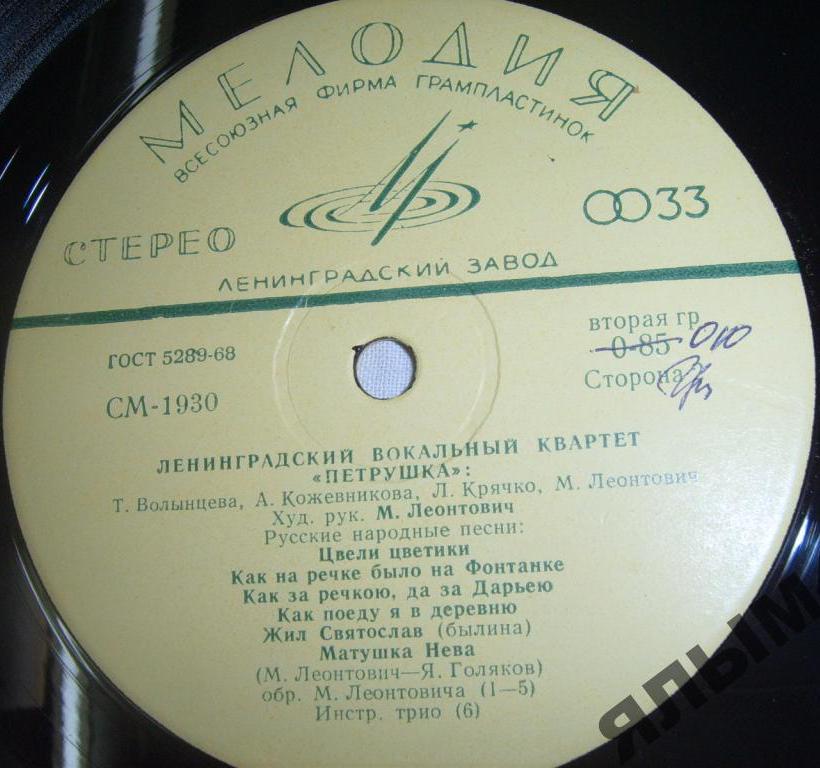 МЕЛОДИЯ
ВСЕСОЮЗНАЯ ФИРМА ГРАМПЛАСТИНОК
СТЕРЕО
33
ЛЕНИНГРАДСКИЙ ЗАВОД
ГОСТ 5289-68
СМ-1930
вторая гр
0-85
Сторона
ЛЕНИНГРАДСКИЙ ВОКАЛЬНЫЙ КВАРТЕТ
«ПЕТРУШКА»:
Т. Волынцева, А. Кожевникова, Л. Крячко, М. Леонтович
Худ. рук. М. Леонтович
Русские народные песни:
Цвели цветики
Как на речке было на Фонтанке
Как за речкою, да за Дарьею
Как поеду я в деревню
Жил Святослав (былина)
Матушка Нева
(М. Леонтович—Я. Голяков)
обр. М. Леонтовича (1—5)
Инстр. трио (6)
ЯЛЫМ